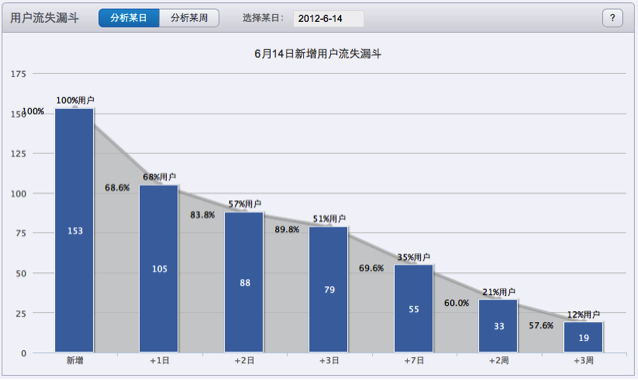 用户流失漏斗 分析某日 分析某周 选择某日: 2012-6-14 ?
6月14日新增用户流失漏斗
175
150
125
100
75
50
25
0
100%
100%用户
153
68.6%
68%用户
105
83.8%
57%用户
88
89.8%
51%用户
79
69.6%
35%用户
55
60.0%
21%用户
33
57.6%
12%用户
19
新增 +1日 +2日 +3日 +7日 +2周 +3周